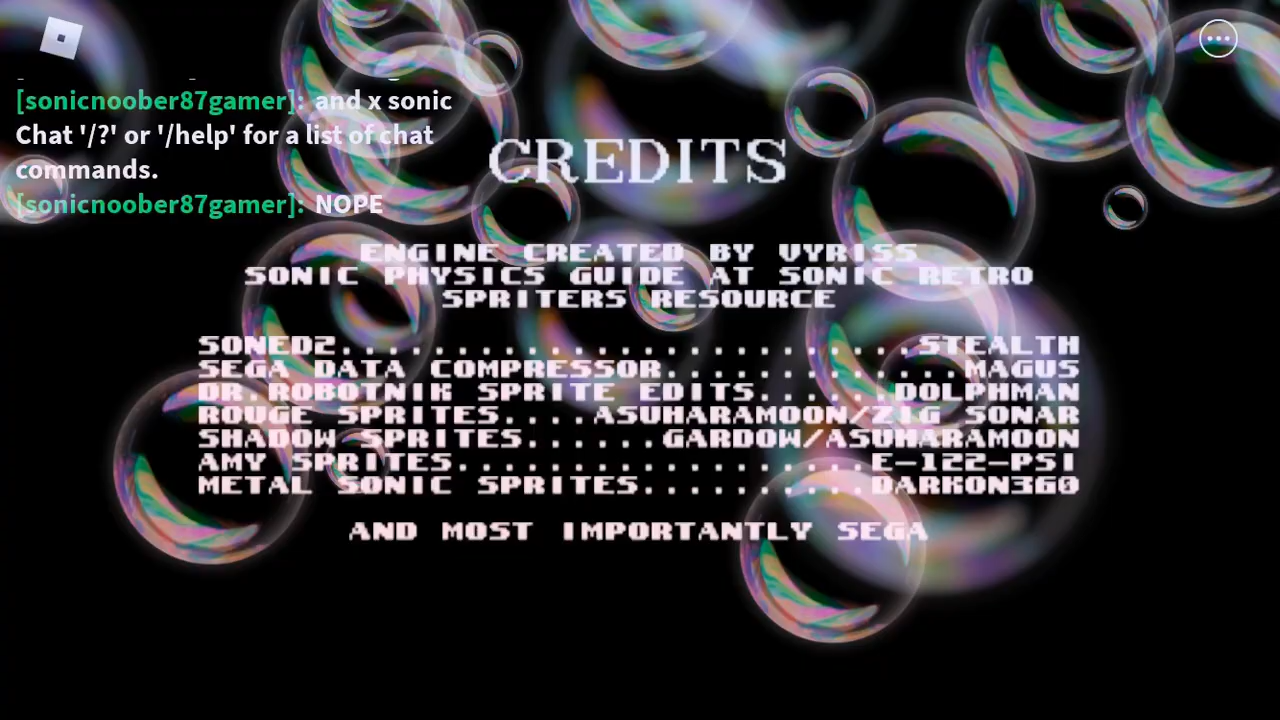 [sonicnoober87gamer]: and x sonic
Chat '/?' or '/help' for a list of chat
commands.
[sonicnoober87gamer]: NOPE
CREDITS
ENGINE CREATED BY VYRISS
SONIC PHYSICS GUIDE AT SONIC RETRO
SPRITERS RESOURCE
SONED2.........................STEALTH
SEGA DATA COMPRESSOR.............MAGUS
DR.ROBOTNIK SPRITE EDITS......DOLPHMAN
ROUGE SPRITES....ASUHARAMOON/ZIG SONAR
SHADOW SPRITES......GARDOW/ASUHARAMOON
AMY SPRITES..................E-122-PSI
METAL SONIC SPRITES..........DARKON360
AND MOST IMPORTANTLY SEGA